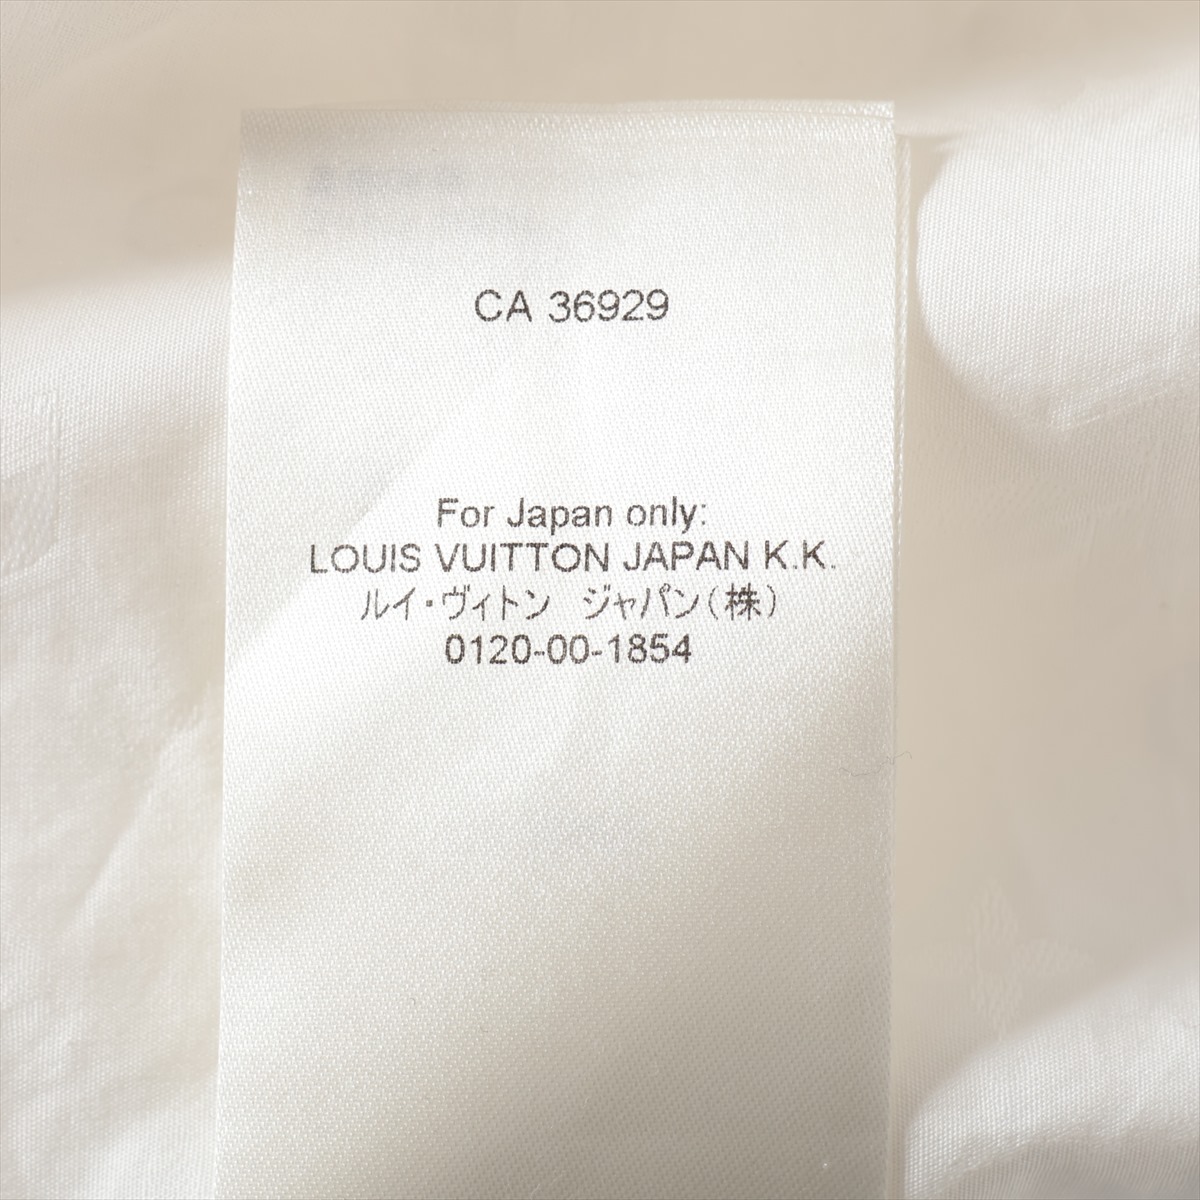 CA 36929
For Japan only:
LOUIS VUITTON JAPAN K.K.
ルイ・ヴィトン　ジャパン(株)
0120-00-1854